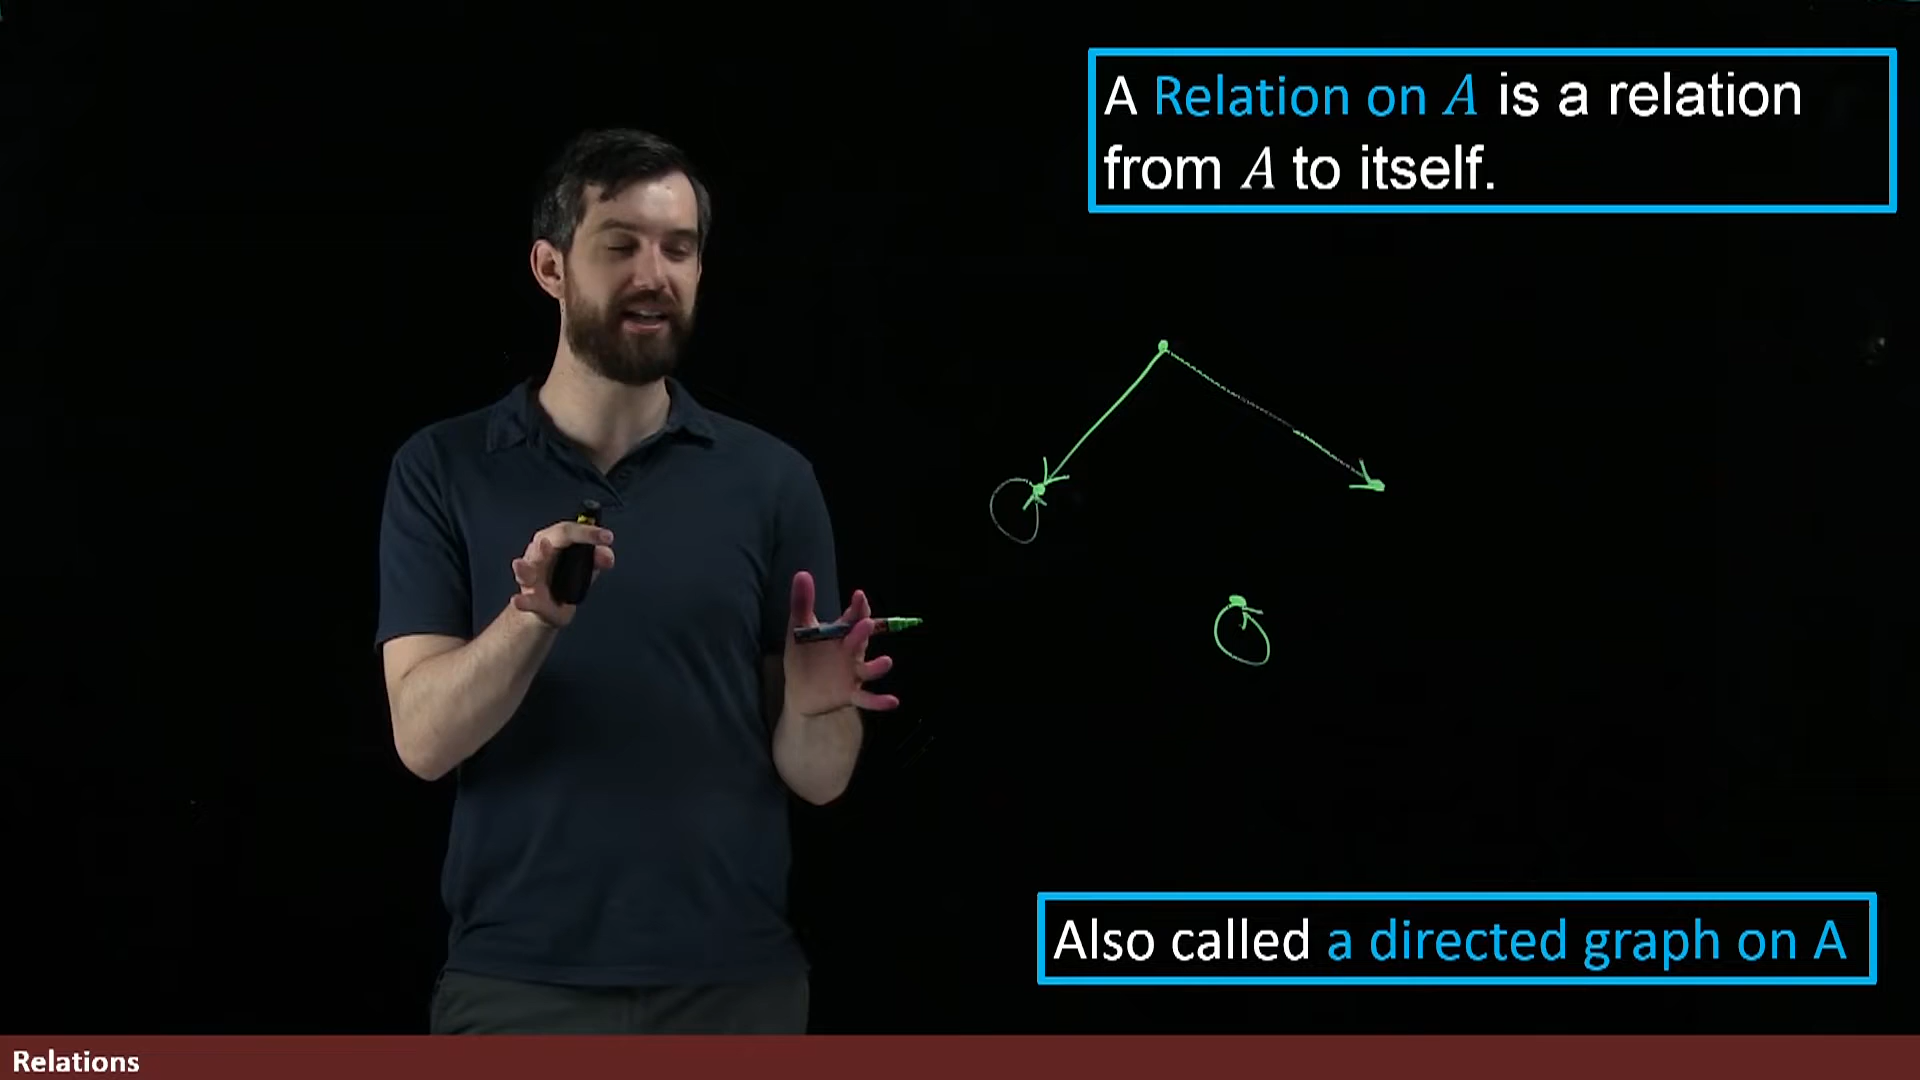 A Relation on A is a relation
from A to itself.
Also called a directed graph on A
Relations